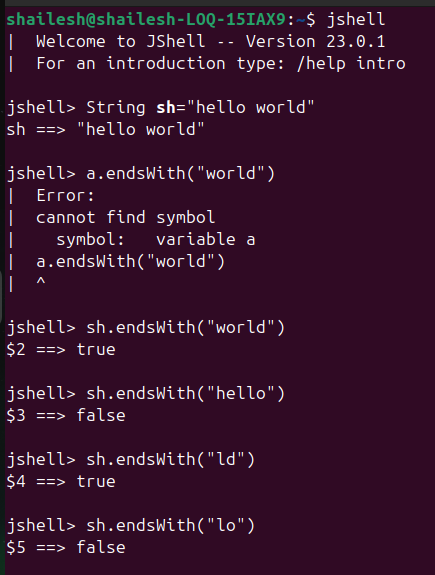 shailesh@shailesh-LOQ-15IAX9:~$ jshell
|  Welcome to JShell -- Version 23.0.1
|  For an introduction type: /help intro

jshell> String sh="hello world"
sh ==> "hello world"

jshell> a.endsWith("world")
|  Error:
|  cannot find symbol
|    symbol:   variable a
|  a.endsWith("world")
|  ^

jshell> sh.endsWith("world")
$2 ==> true

jshell> sh.endsWith("hello")
$3 ==> false

jshell> sh.endsWith("ld")
$4 ==> true

jshell> sh.endsWith("lo")
$5 ==> false